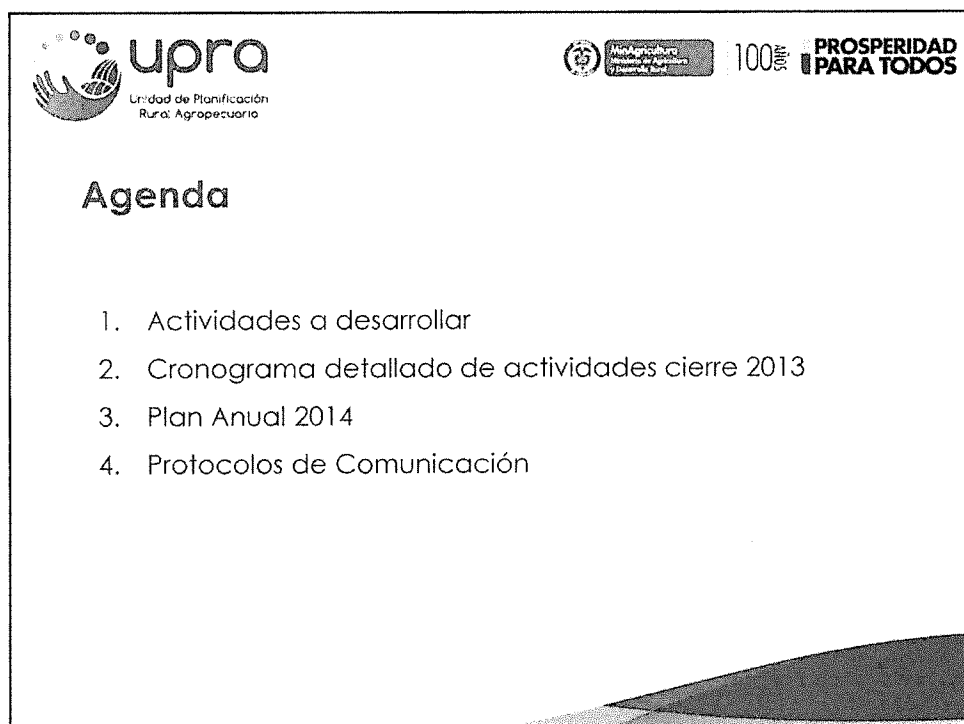 upra
Unidad de Planificación
Rural Agropecuaria
MinAgricultura
100 AÑOS
PROSPERIDAD
PARA TODOS
Agenda
1. Actividades a desarrollar
2. Cronograma detallado de actividades cierre 2013
3. Plan Anual 2014
4. Protocolos de Comunicación